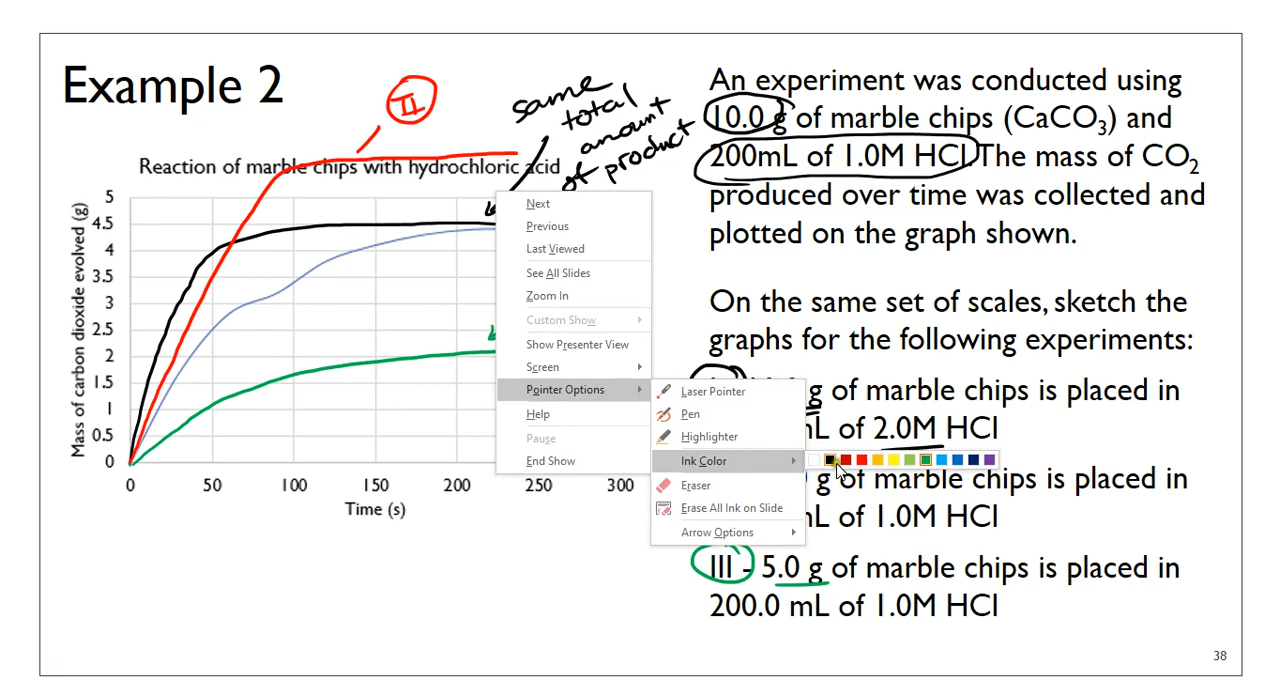 Example 2
II
same
total
amount
of product
Reaction of marble chips with hydrochloric acid
Mass of carbon dioxide evolved (g)
5
4.5
4
3.5
3
2.5
2
1.5
1
0.5
0
0 50 100 150 200 250 300
Time (s)
An experiment was conducted using
10.0 g of marble chips (CaCO₃) and
200mL of 1.0M HCl The mass of CO₂
produced over time was collected and
plotted on the graph shown.
On the same set of scales, sketch the
graphs for the following experiments:
g of marble chips is placed in
mL of 2.0M HCl
g of marble chips is placed in
mL of 1.0M HCl
III - 5.0 g of marble chips is placed in
200.0 mL of 1.0M HCl
Next
Previous
Last Viewed
See All Slides
Zoom In
Custom Show
Show Presenter View
Screen
Pointer Options
Help
Pause
End Show
Laser Pointer
Pen
Highlighter
Ink Color
Eraser
Erase All Ink on Slide
Arrow Options
38